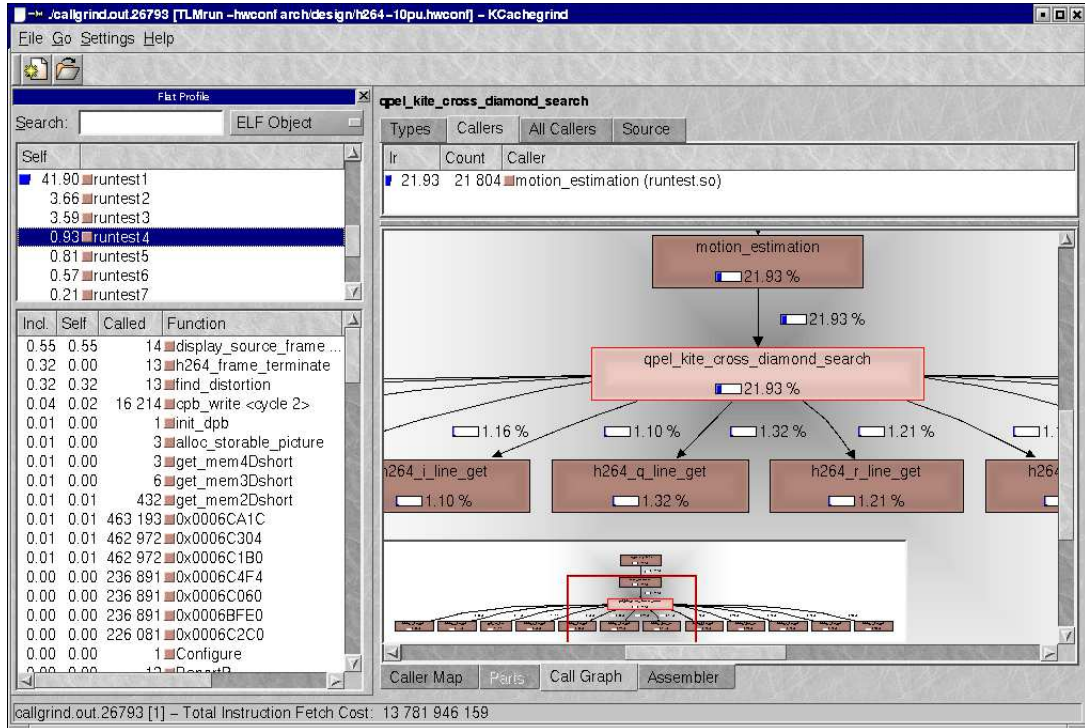 ./callgrind.out.26793 [TLMrun -hwconf arch/design/h264-10pu.hwconf] - KCachegrind
File Go Settings Help
Flat Profile
Search: ELF Object
Self
41.90 runtest1
3.66 runtest2
3.59 runtest3
0.93 runtest4
0.81 runtest5
0.57 runtest6
0.21 runtest7
Incl. Self Called Function
0.55 0.55 14 display_source_frame ...
0.32 0.00 13 h264_frame_terminate
0.32 0.32 13 find_distortion
0.04 0.02 16 214 cpb_write <cycle 2>
0.01 0.00 1 init_dpb
0.01 0.00 3 alloc_storable_picture
0.01 0.00 3 get_mem4Dshort
0.01 0.00 6 get_mem3Dshort
0.01 0.01 432 get_mem2Dshort
0.01 0.01 463 193 0x0006CA1C
0.01 0.01 462 972 0x0006C304
0.01 0.01 462 972 0x0006C1B0
0.00 0.00 236 891 0x0006C4F4
0.00 0.00 236 891 0x0006C060
0.00 0.00 236 891 0x0006BFE0
0.00 0.00 226 081 0x0006C2C0
0.00 0.00 1 Configure
qpel_kite_cross_diamond_search
Types Callers All Callers Source
Ir Count Caller
21.93 21 804 motion_estimation (runtest.so)
motion_estimation
21.93 %
21.93 %
qpel_kite_cross_diamond_search
21.93 %
1.16 % 1.10 % 1.32 % 1.21 % 1.
h264_i_line_get h264_q_line_get h264_r_line_get h264
1.10 % 1.32 % 1.21 %
Caller Map Parts Call Graph Assembler
callgrind.out.26793 [1] - Total Instruction Fetch Cost: 13 781 946 159